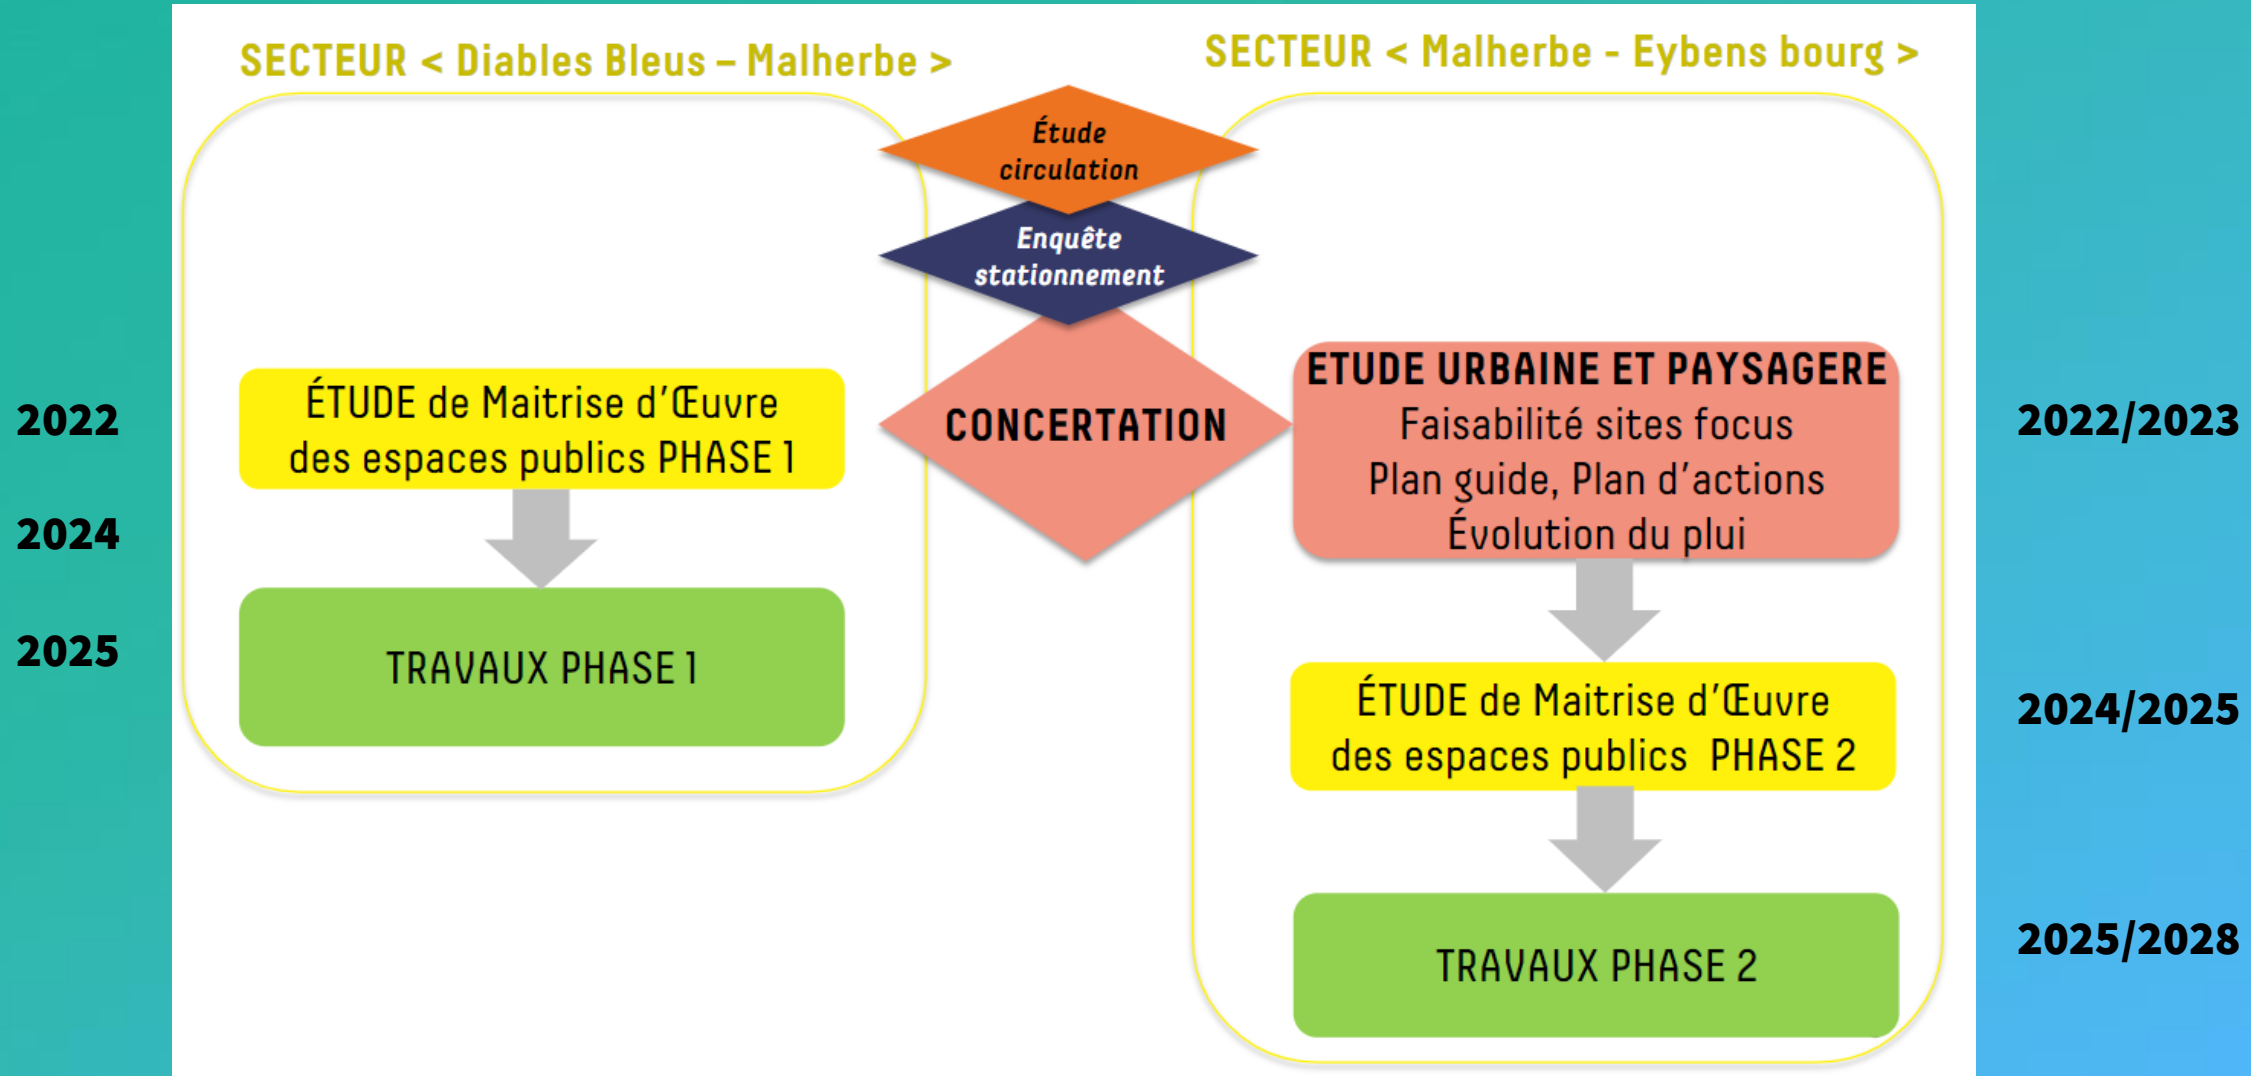 SECTEUR < Diables Bleus – Malherbe >
SECTEUR < Malherbe - Eybens bourg >
Étude
circulation
Enquête
stationnement
CONCERTATION
2022
2024
2025
ÉTUDE de Maitrise d’Œuvre
des espaces publics PHASE 1
TRAVAUX PHASE 1
ETUDE URBAINE ET PAYSAGERE
Faisabilité sites focus
Plan guide, Plan d’actions
Évolution du plui
ÉTUDE de Maitrise d’Œuvre
des espaces publics PHASE 2
TRAVAUX PHASE 2
2022/2023
2024/2025
2025/2028